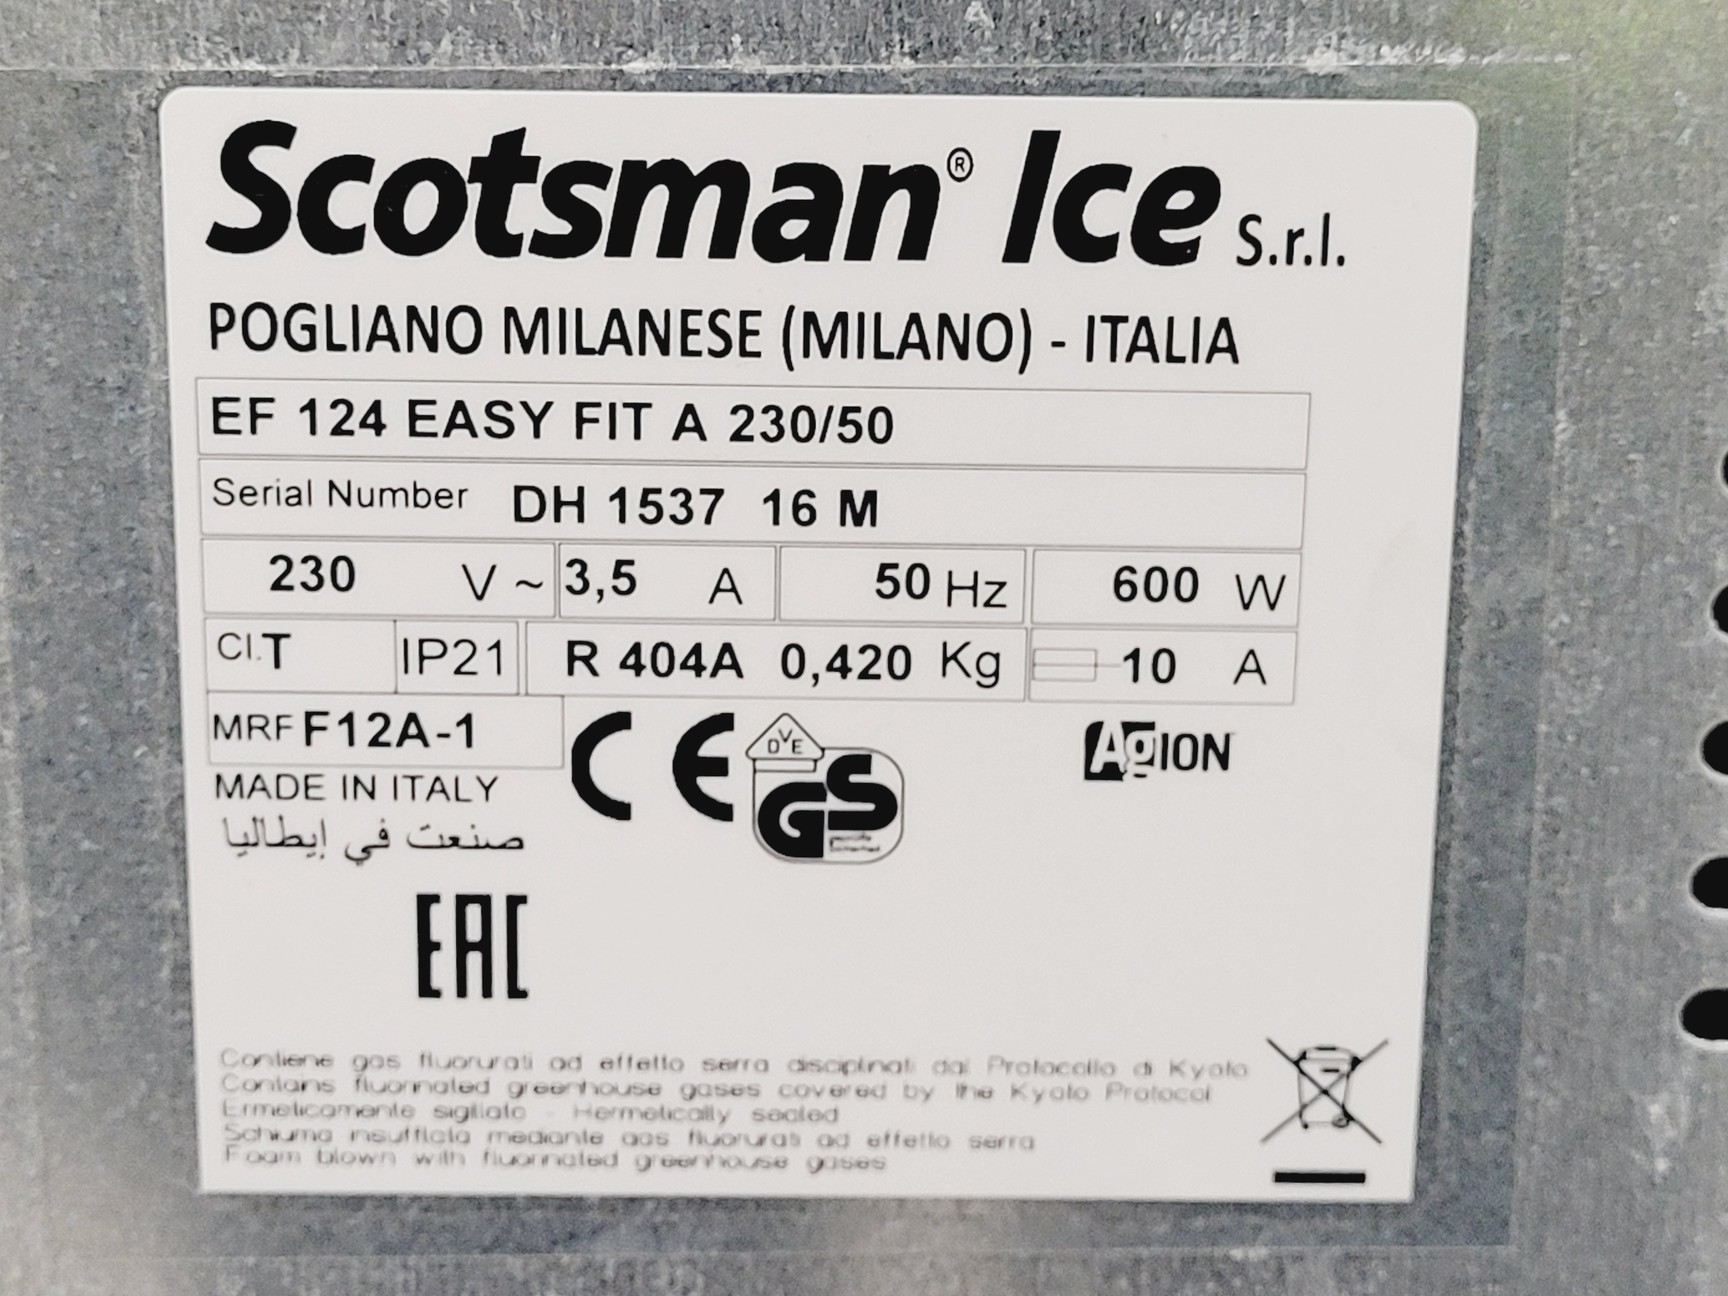 Scotsman® Ice S.r.l.
POGLIANO MILANESE (MILANO) - ITALIA
EF 124 EASY FIT A 230/50
Serial Number DH 1537 16 M
230 V ~ 3,5 A 50 Hz 600 W
Cl.T IP21 R 404A 0,420 Kg 10 A
MRF F12A-1
CE
DVE
GS
geprüfte
Sicherheit
AgION
MADE IN ITALY
صنعت في إيطاليا
EAC
Contiene gas fluorurati ad effetto serra disciplinati dal Protocollo di Kyoto
Contains fluorinated greenhouse gases covered by the Kyoto Protocol
Ermeticamente sigillato - Hermetically sealed
Schiuma insufflata mediante gas fluorurati ad effetto serra
Foam blown with fluorinated greenhouse gases